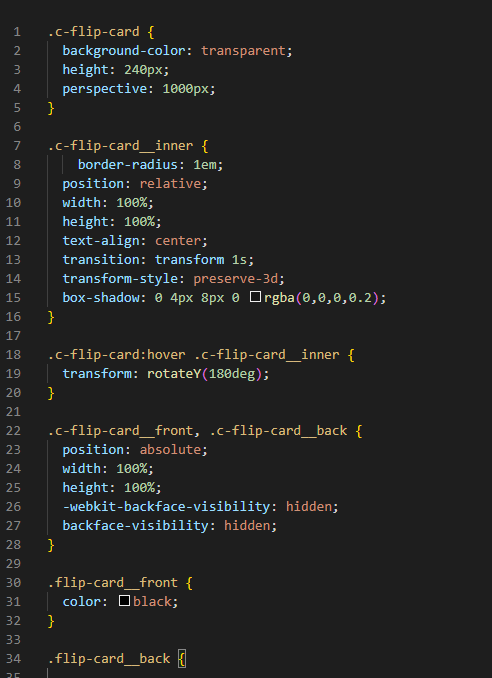 1 .c-flip-card {
2 background-color: transparent;
3 height: 240px;
4 perspective: 1000px;
5 }
6
7 .c-flip-card__inner {
8 border-radius: 1em;
9 position: relative;
10 width: 100%;
11 height: 100%;
12 text-align: center;
13 transition: transform 1s;
14 transform-style: preserve-3d;
15 box-shadow: 0 4px 8px 0 rgba(0,0,0,0.2);
16 }
17
18 .c-flip-card:hover .c-flip-card__inner {
19 transform: rotateY(180deg);
20 }
21
22 .c-flip-card__front, .c-flip-card__back {
23 position: absolute;
24 width: 100%;
25 height: 100%;
26 -webkit-backface-visibility: hidden;
27 backface-visibility: hidden;
28 }
29
30 .flip-card__front {
31 color: black;
32 }
33
34 .flip-card__back {
35